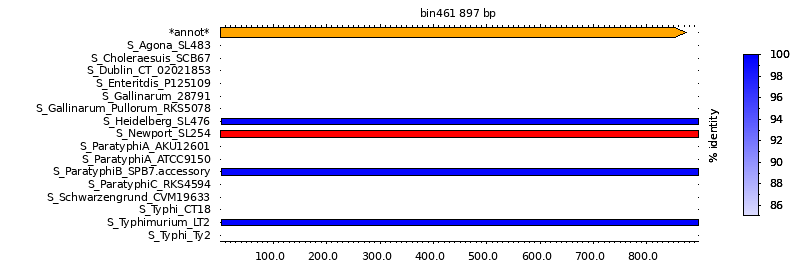 bin461 897 bp
*annot*
S_Agona_SL483
S_Choleraesuis_SCB67
S_Dublin_CT_02021853
S_Enteritdis_P125109
S_Gallinarum_28791
S_Gallinarum_Pullorum_RKS5078
S_Heidelberg_SL476
S_Newport_SL254
S_ParatyphiA_AKU12601
S_ParatyphiA_ATCC9150
S_ParatyphiB_SPB7.accessory
S_ParatyphiC_RKS4594
S_Schwarzengrund_CVM19633
S_Typhi_CT18
S_Typhimurium_LT2
S_Typhi_Ty2
100.0 200.0 300.0 400.0 500.0 600.0 700.0 800.0
% identity
100
98
96
94
92
90
88
86